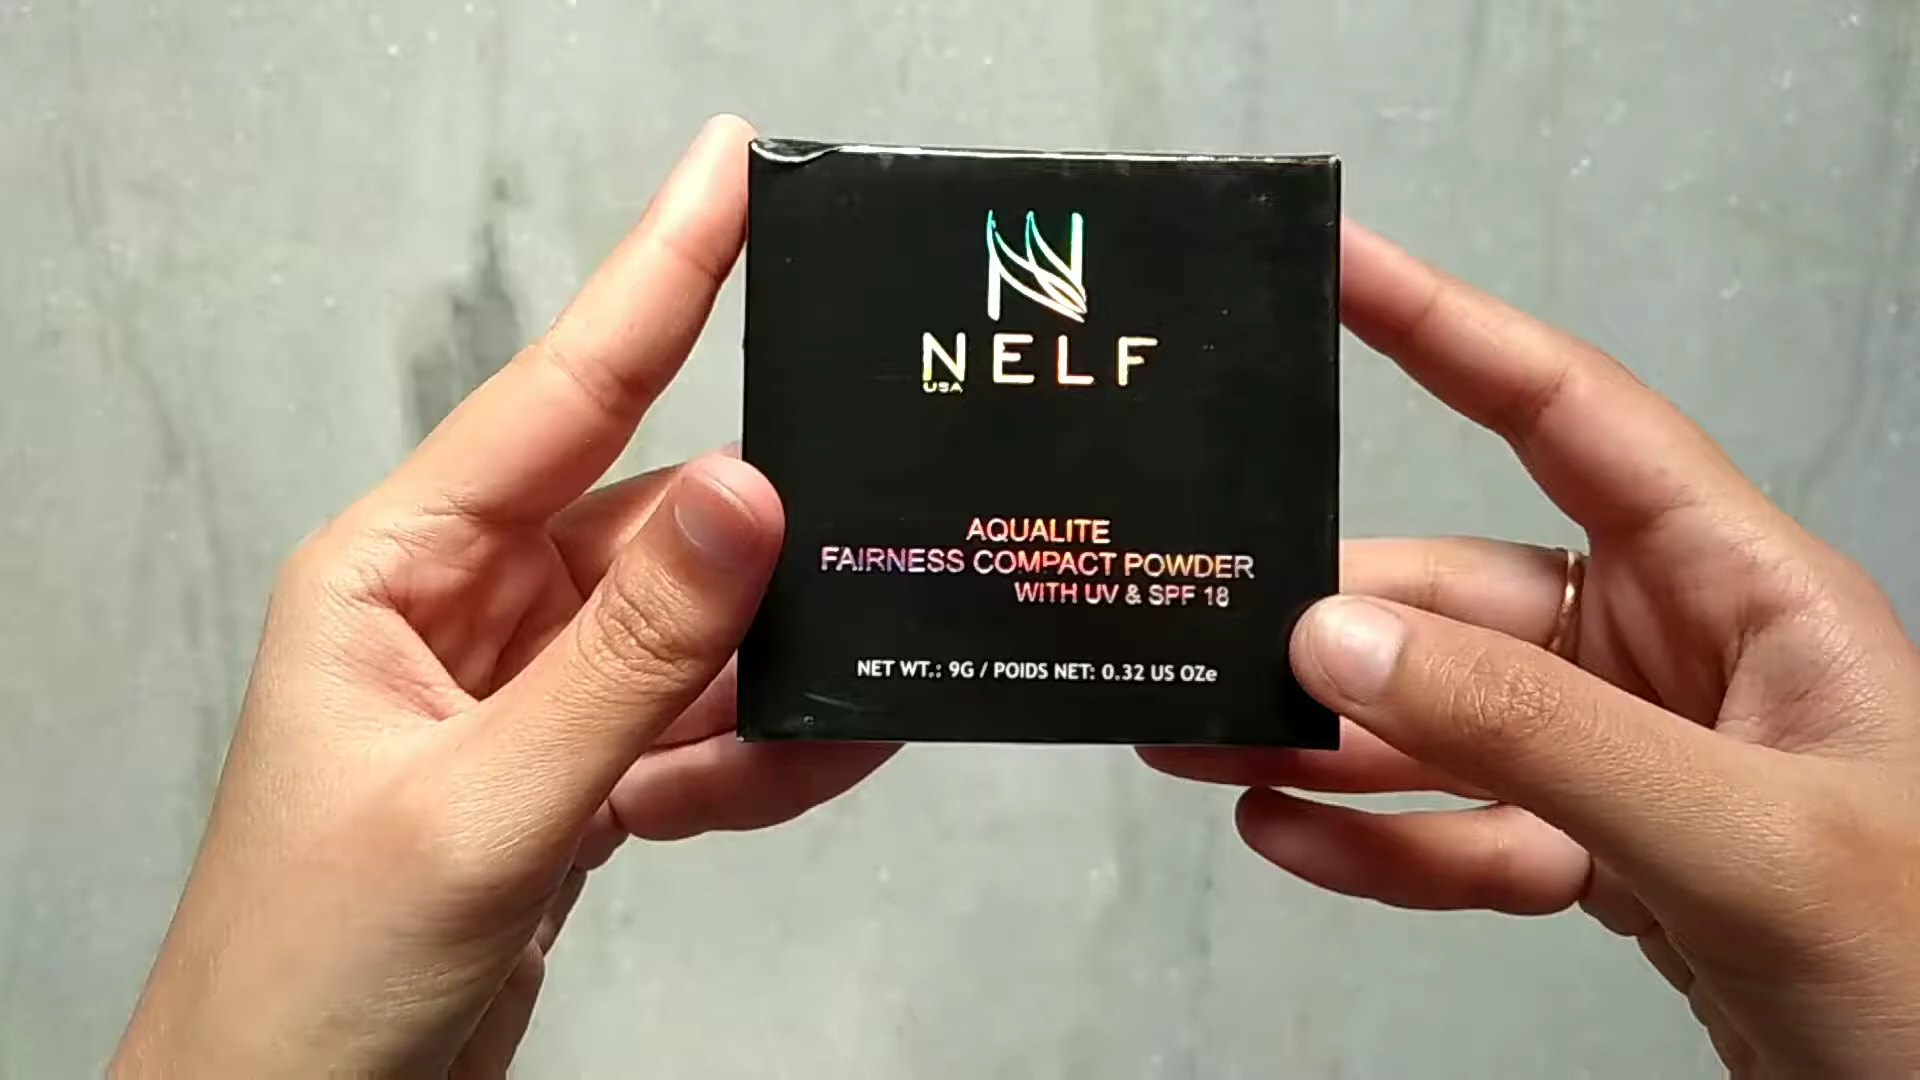 NELF
USA
AQUALITE
FAIRNESS COMPACT POWDER
WITH UV & SPF 18
NET WT.: 9G / POIDS NET: 0.32 US OZe